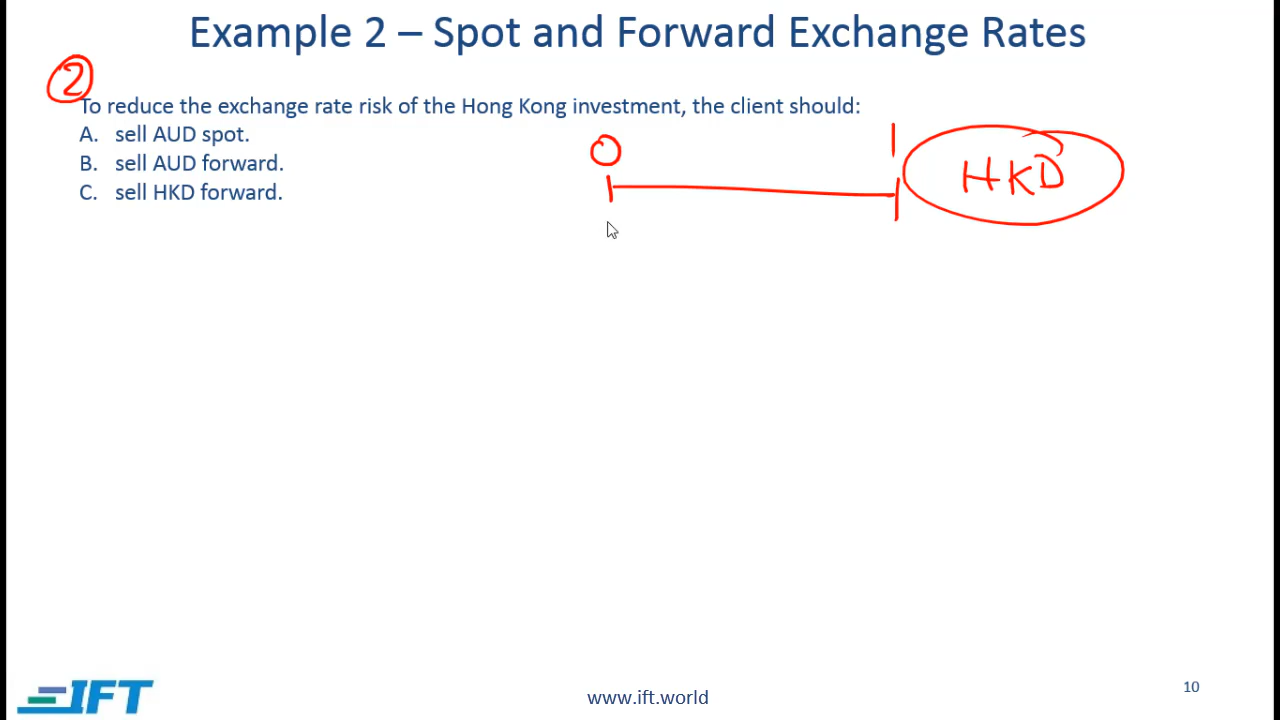 Example 2 – Spot and Forward Exchange Rates
2
To reduce the exchange rate risk of the Hong Kong investment, the client should:
A. sell AUD spot.
B. sell AUD forward.
C. sell HKD forward.
0
1
HKD
IFT
www.ift.world
10